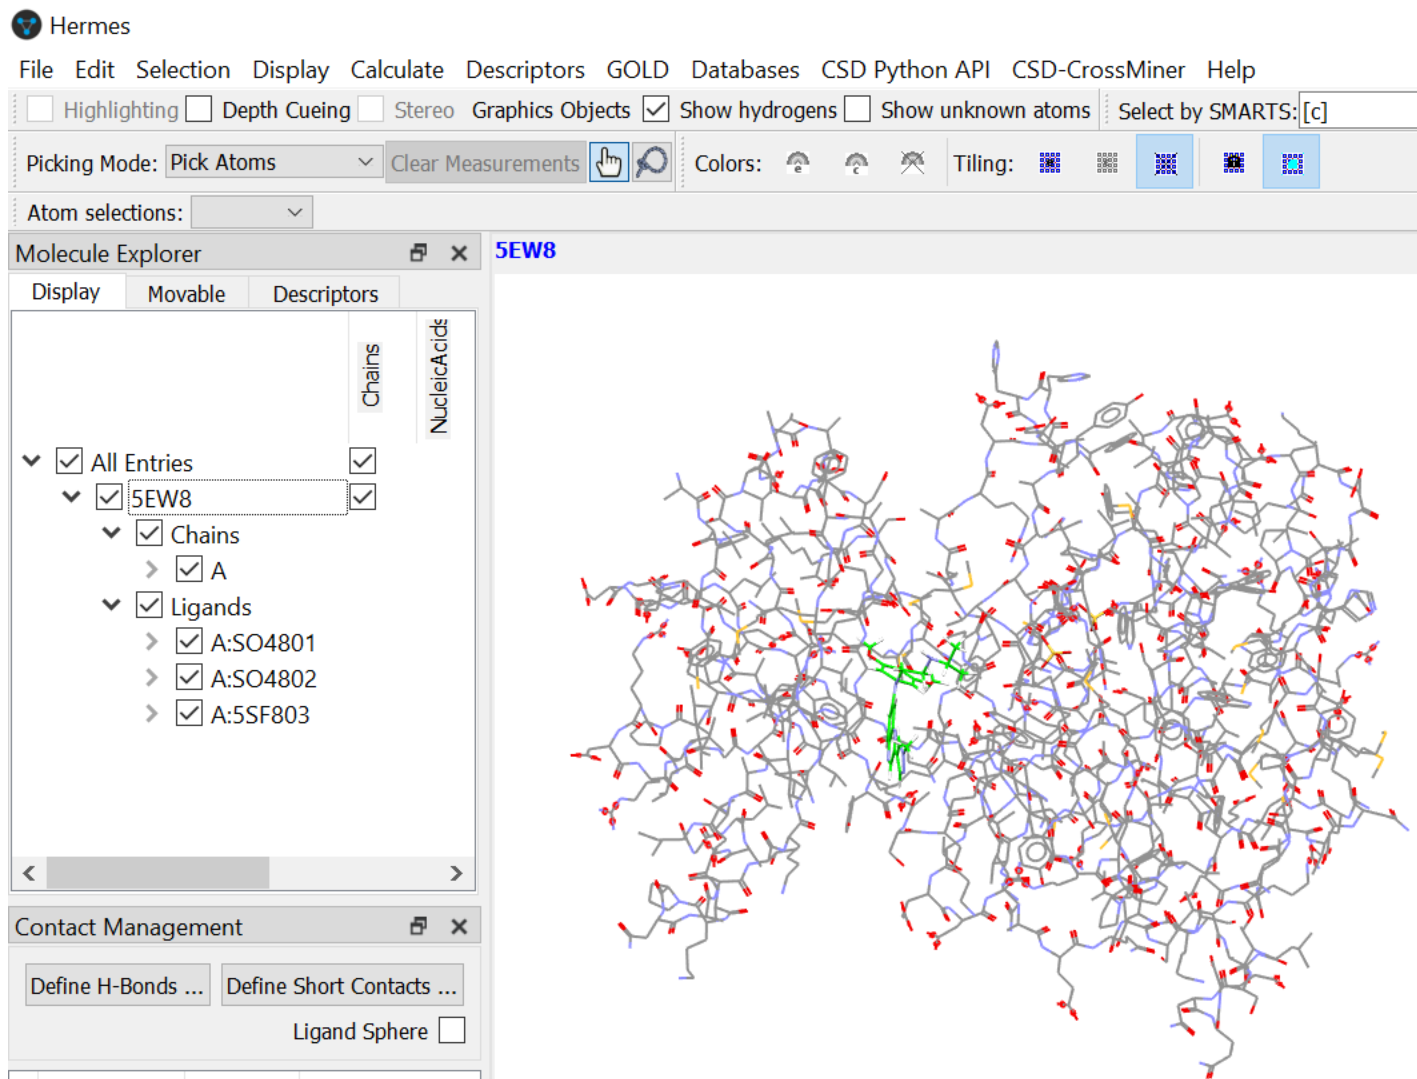 Hermes
File Edit Selection Display Calculate Descriptors GOLD Databases CSD Python API CSD-CrossMiner Help
Highlighting Depth Cueing Stereo Graphics Objects Show hydrogens Show unknown atoms Select by SMARTS: [c]
Picking Mode: Pick Atoms Clear Measurements Colors: e c Tiling:
Atom selections:
Molecule Explorer
5EW8
Display Movable Descriptors
Chains
NucleicAcids
All Entries
5EW8
Chains
A
Ligands
A:SO4801
A:SO4802
A:5SF803
Contact Management
Define H-Bonds ... Define Short Contacts ...
Ligand Sphere